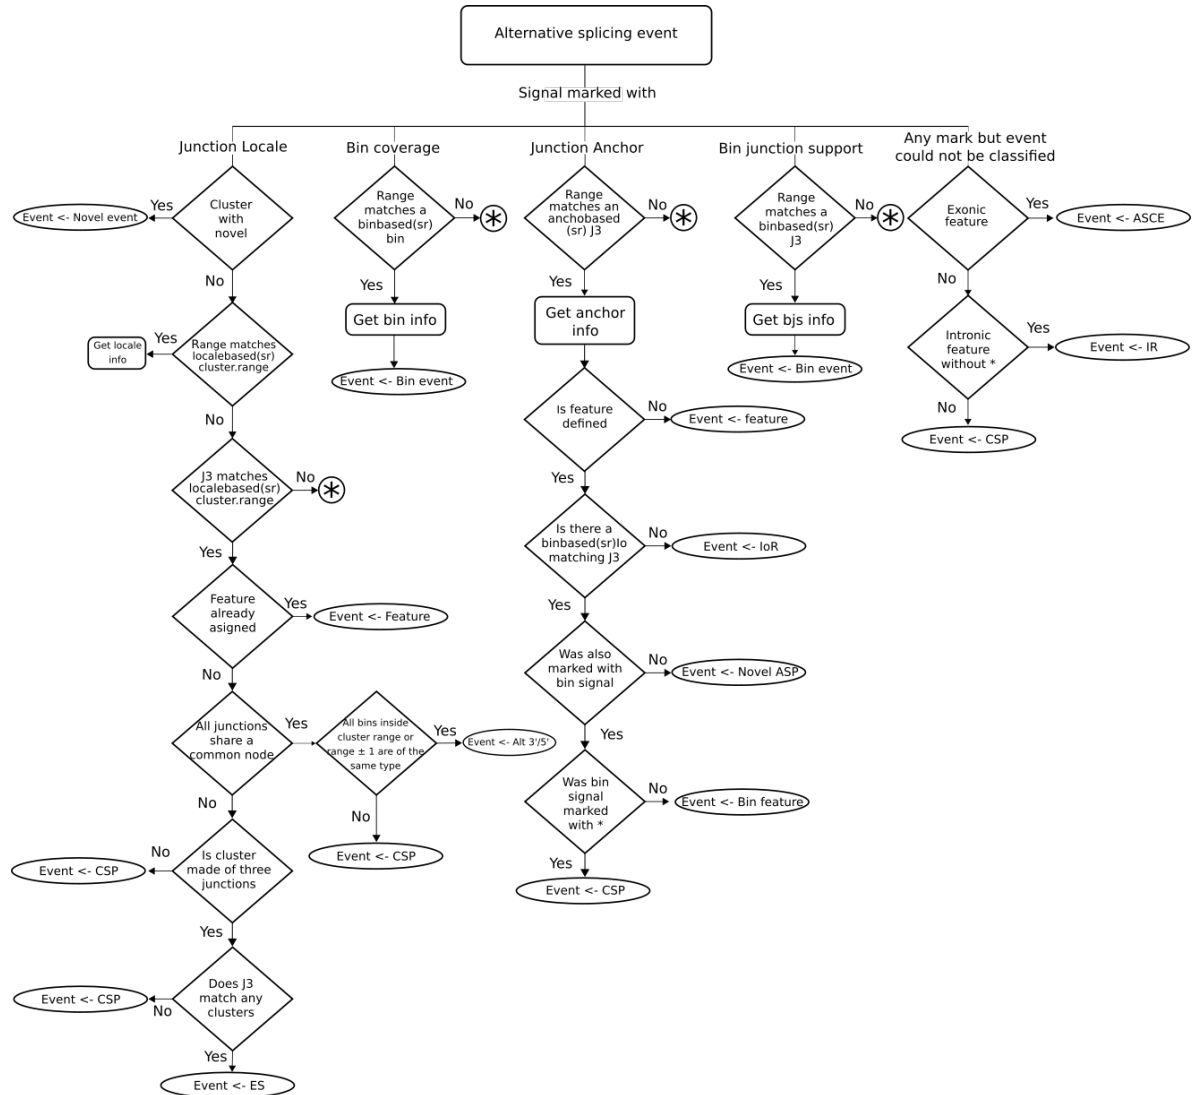 Alternative splicing event
Signal marked with
Junction Locale
Bin coverage
Junction Anchor
Bin junction support
Any mark but event
could not be classified
Cluster
with
novel
Yes
Event <- Novel event
No
Range matches
localebased(sr)
cluster.range
Yes
Get locale
info
No
J3 matches
localebased(sr)
cluster.range
No
*
Yes
Feature
already
asigned
Yes
Event <- Feature
No
All junctions
share a
common node
Yes
All bins inside
cluster range or
range ± 1 are of the
same type
Yes
Event <- Alt 3'/5'
No
Event <- CSP
No
Is cluster
made of three
junctions
No
Event <- CSP
Yes
Does J3
match any
clusters
No
Event <- CSP
Yes
Event <- ES
Range
matches a
binbased(sr)
bin
No
*
Yes
Get bin info
Event <- Bin event
Range
matches an
anchobased
(sr) J3
No
*
Yes
Get anchor
info
Is feature
defined
No
Event <- feature
Yes
Is there a
binbased(sr)Io
matching J3
No
Event <- IoR
Yes
Was also
marked with
bin signal
No
Event <- Novel ASP
Yes
Was bin
signal
marked
with *
No
Event <- Bin feature
Yes
Event <- CSP
Range
matches a
binbased(sr)
J3
No
*
Yes
Get bjs info
Event <- Bin event
Exonic
feature
Yes
Event <- ASCE
No
Intronic
feature
without *
Yes
Event <- IR
No
Event <- CSP